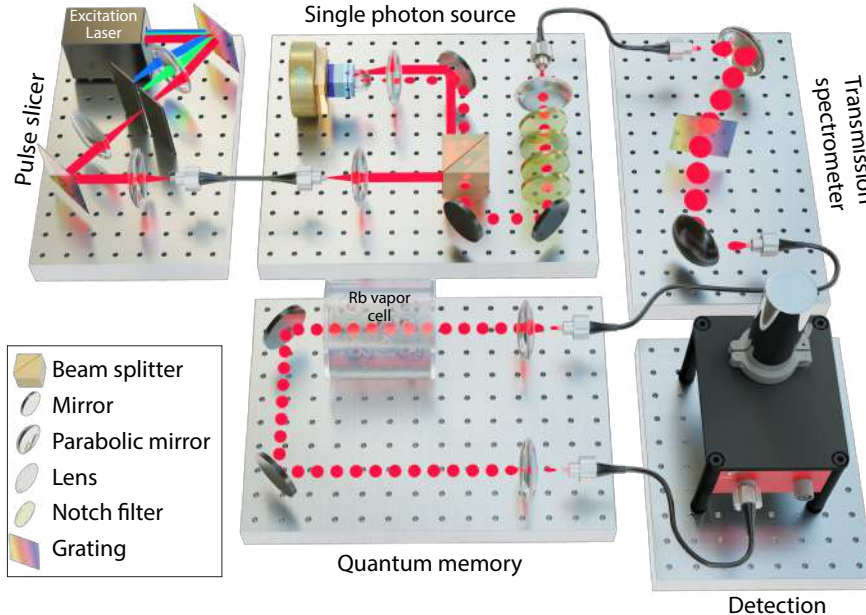 Excitation
Laser
Single photon source
Pulse slicer
Transmission
spectrometer
Rb vapor
cell
Beam splitter
Mirror
Parabolic mirror
Lens
Notch filter
Grating
Quantum memory
Detection